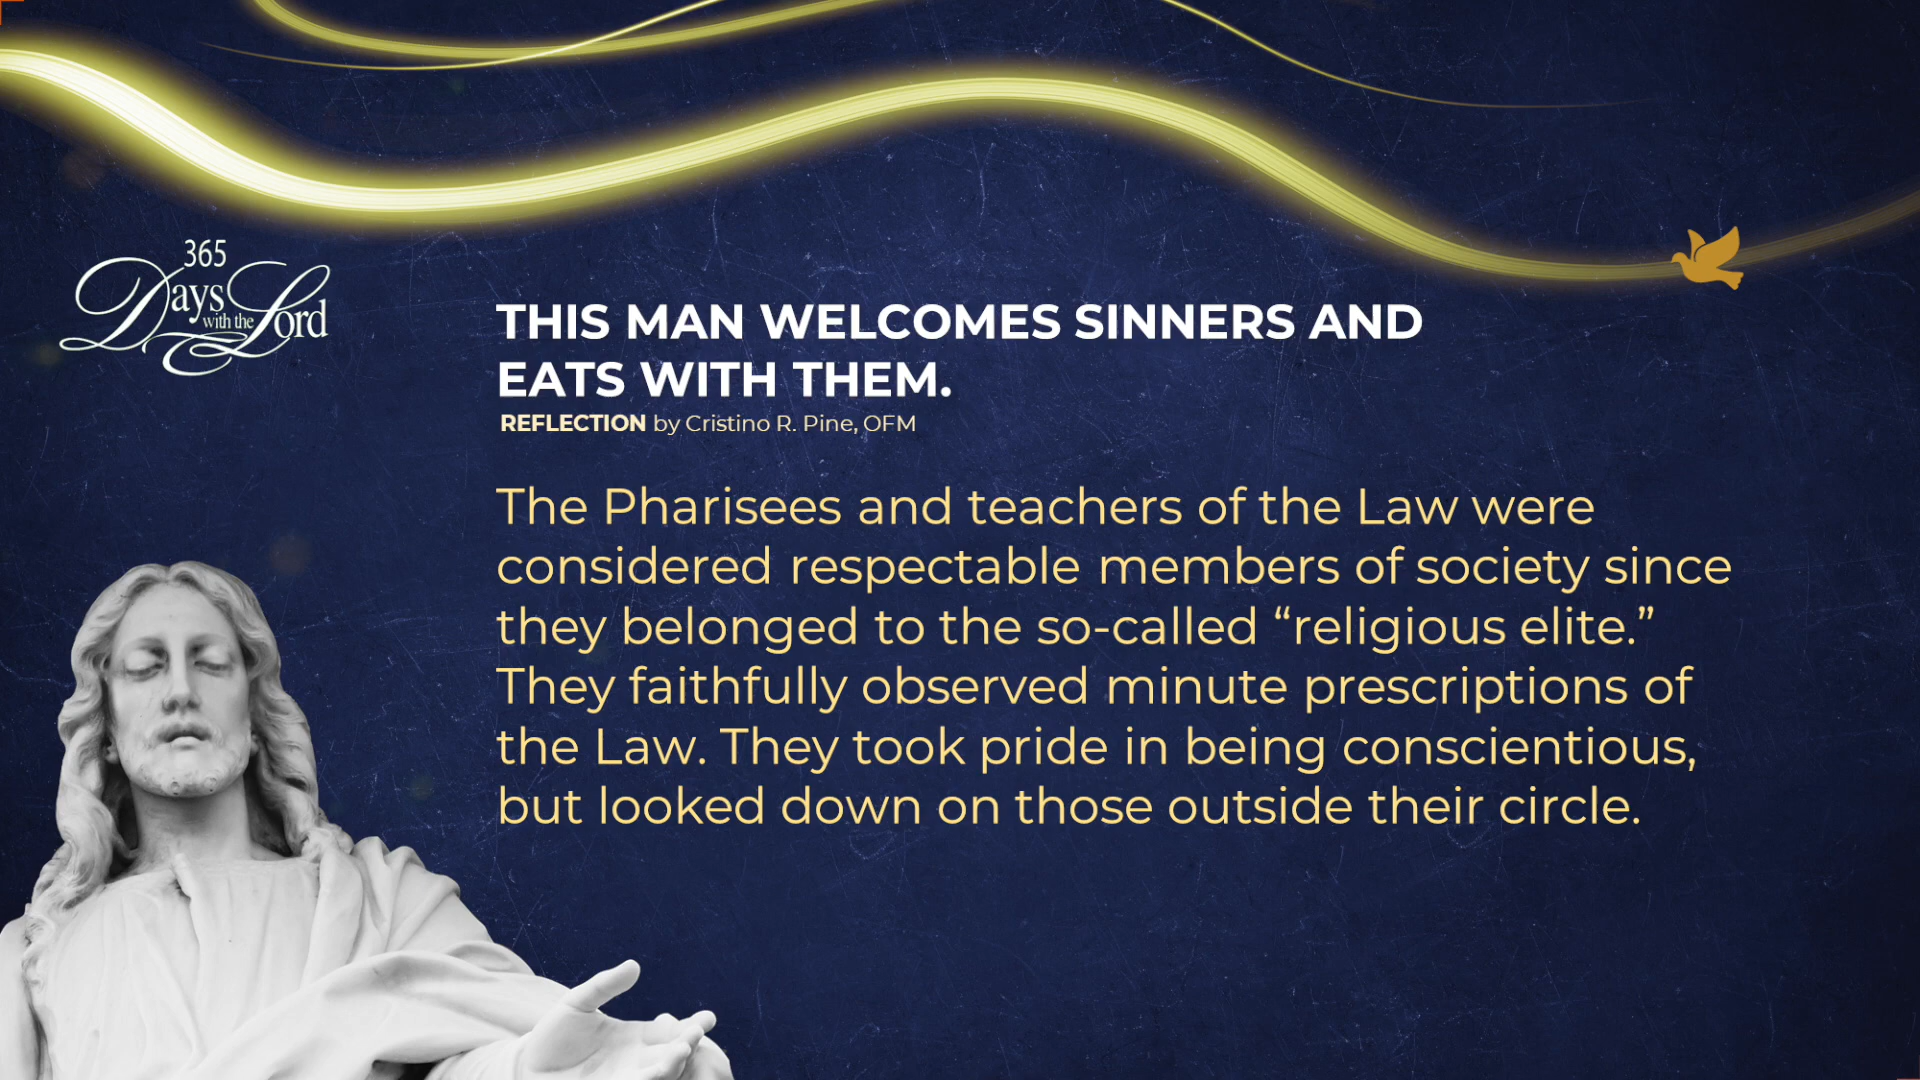 365
Days
with the Lord
THIS MAN WELCOMES SINNERS AND
EATS WITH THEM.
REFLECTION by Cristino R. Pine, OFM
The Pharisees and teachers of the Law were
considered respectable members of society since
they belonged to the so-called “religious elite.”
They faithfully observed minute prescriptions of
the Law. They took pride in being conscientious,
but looked down on those outside their circle.